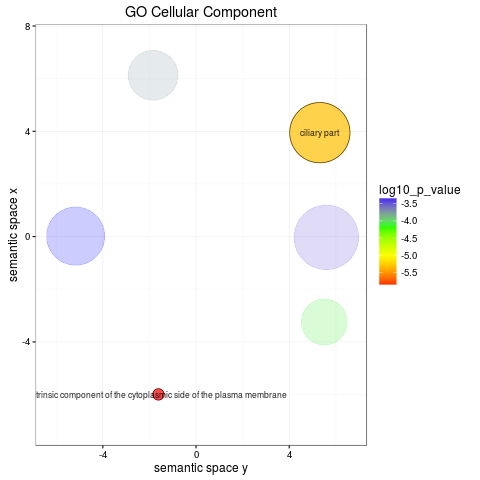 GO Cellular Component
8
4
0
-4
semantic space x
ciliary part
trinsic component of the cytoplasmic side of the plasma membrane
-4
0
4
semantic space y
log10_p_value
-3.5
-4.0
-4.5
-5.0
-5.5